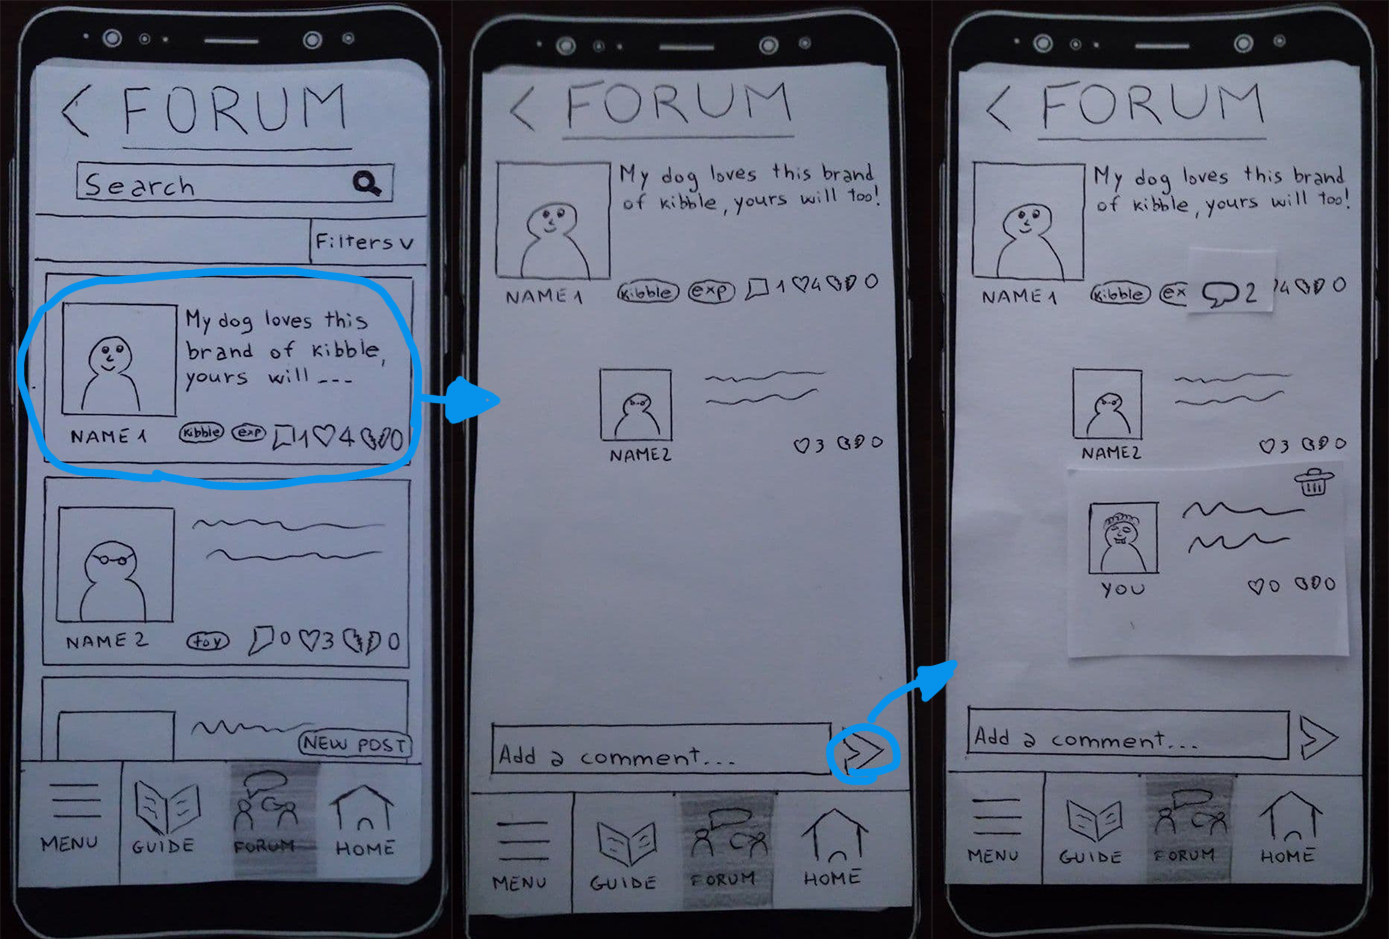 < FORUM
Search
Filters v
My dog loves this
brand of kibble,
yours will ---
NAME 1
kibble exp 1 4 0
NAME 2
toy 0 3 0
NEW POST
MENU GUIDE FORUM HOME
< FORUM
My dog loves this brand
of kibble, yours will too!
NAME 1
kibble exp 1 4 0
NAME2
3 0
Add a comment...
MENU GUIDE FORUM HOME
< FORUM
My dog loves this brand
of kibble, yours will too!
NAME 1
kibble ex 2 4 0
NAME2
3 0
YOU
0 0
Add a comment...
MENU GUIDE FORUM HOME